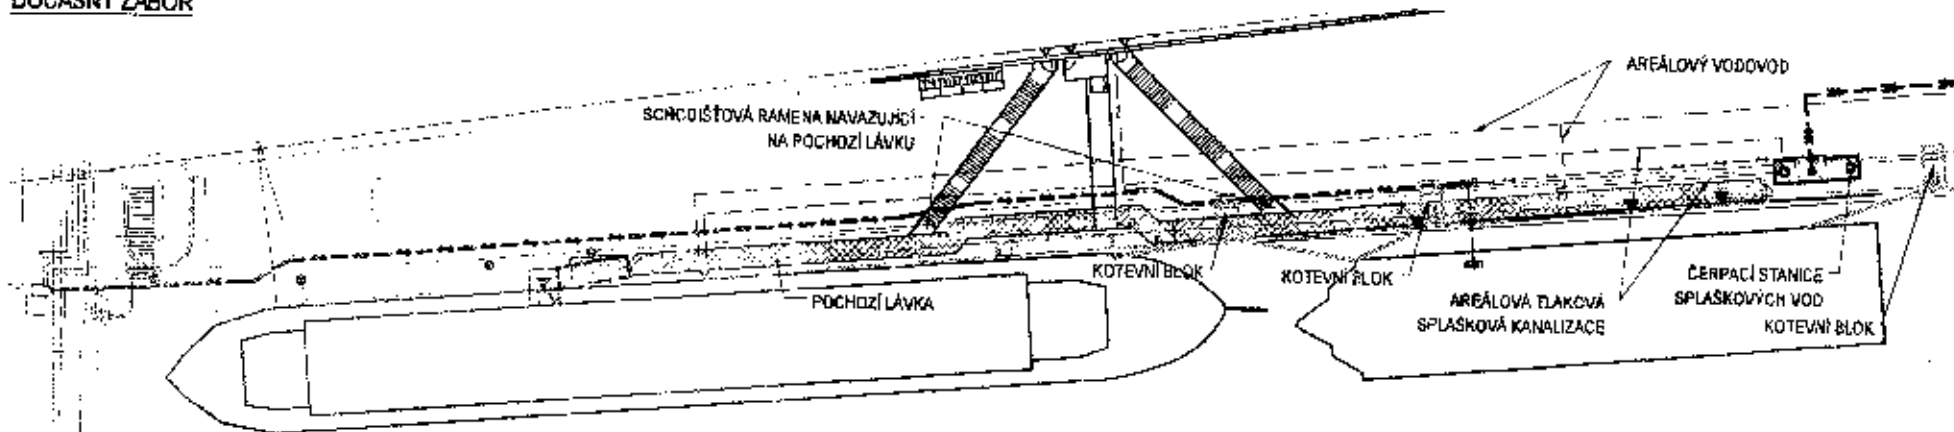 DOČASNÝ ZÁBOR
AREÁLOVÝ VODOVOD
SCHODIŠŤOVÁ RAMENA NAVAZUJÍCÍ
NA POCHOZÍ LÁVKU
KOTEVNÍ BLOK
KOTEVNÍ BLOK
POCHOZÍ LÁVKA
AREÁLOVÁ TLAKOVÁ
SPLAŠKOVÁ KANALIZACE
ČERPACÍ STANICE
SPLAŠKOVÝCH VOD
KOTEVNÍ BLOK